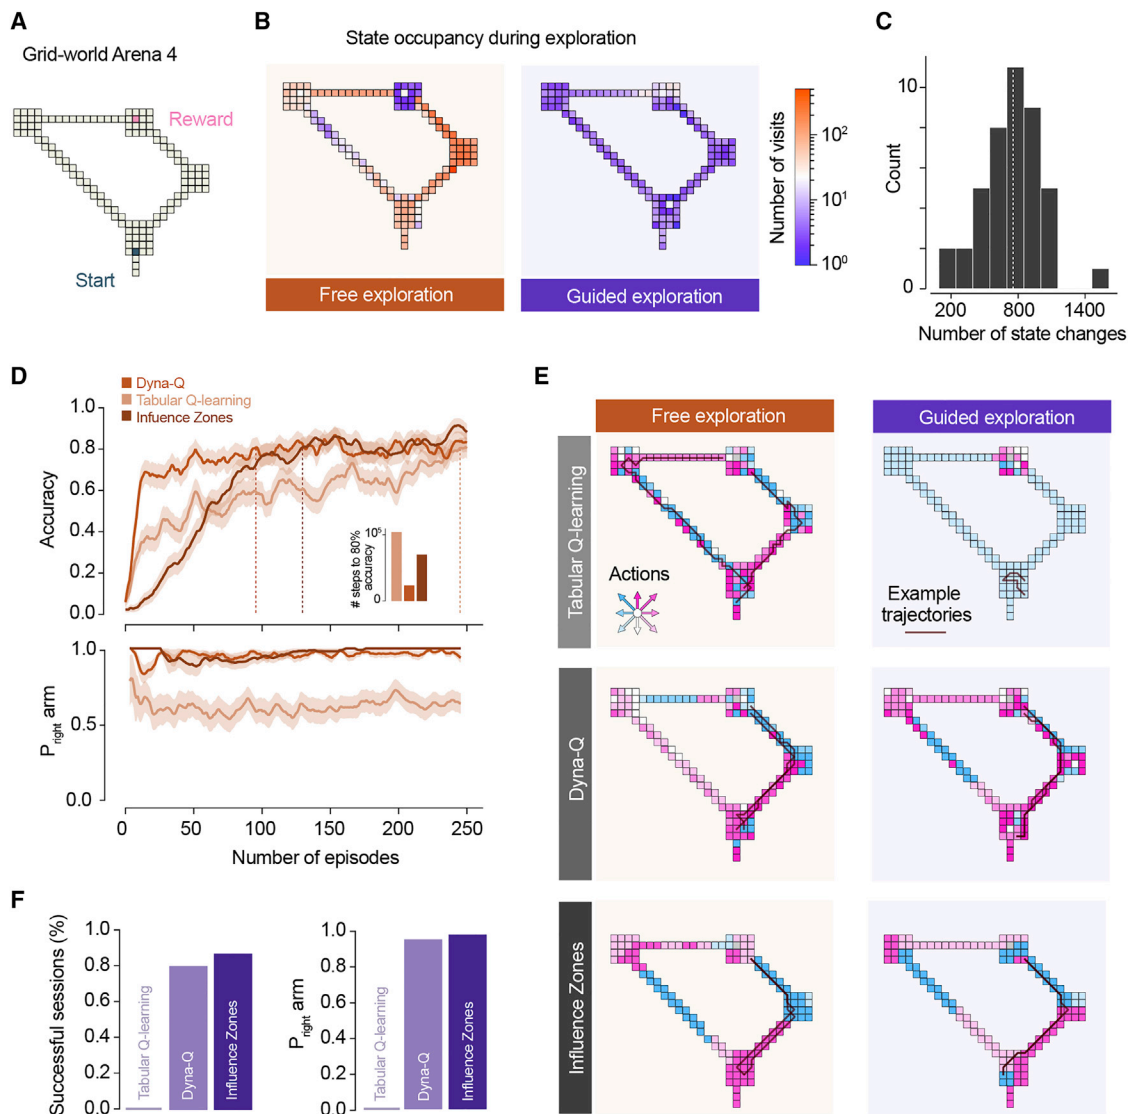 A
Grid-world Arena 4
Reward
Start
B
State occupancy during exploration
Free exploration
Guided exploration
Number of visits
10²
10¹
10⁰
C
Count
10
0
200
800
1400
Number of state changes
D
Dyna-Q
Tabular Q-learning
Infuence Zones
Accuracy
1.0
0.8
0.6
0.4
0.2
0.0
# steps to 80%
accuracy
10⁵
0
P right arm
1.0
0.5
0.0
0
50
100
150
200
250
Number of episodes
E
Free exploration
Guided exploration
Tabular Q-learning
Actions
Example
trajectories
Dyna-Q
Influence Zones
F
Successful sessions (%)
1.0
0.8
0.6
0.4
0.2
0.0
Tabular Q-learning
Dyna-Q
Influence Zones
P right arm
1.0
0.8
0.6
0.4
0.2
0.0
Tabular Q-learning
Dyna-Q
Influence Zones